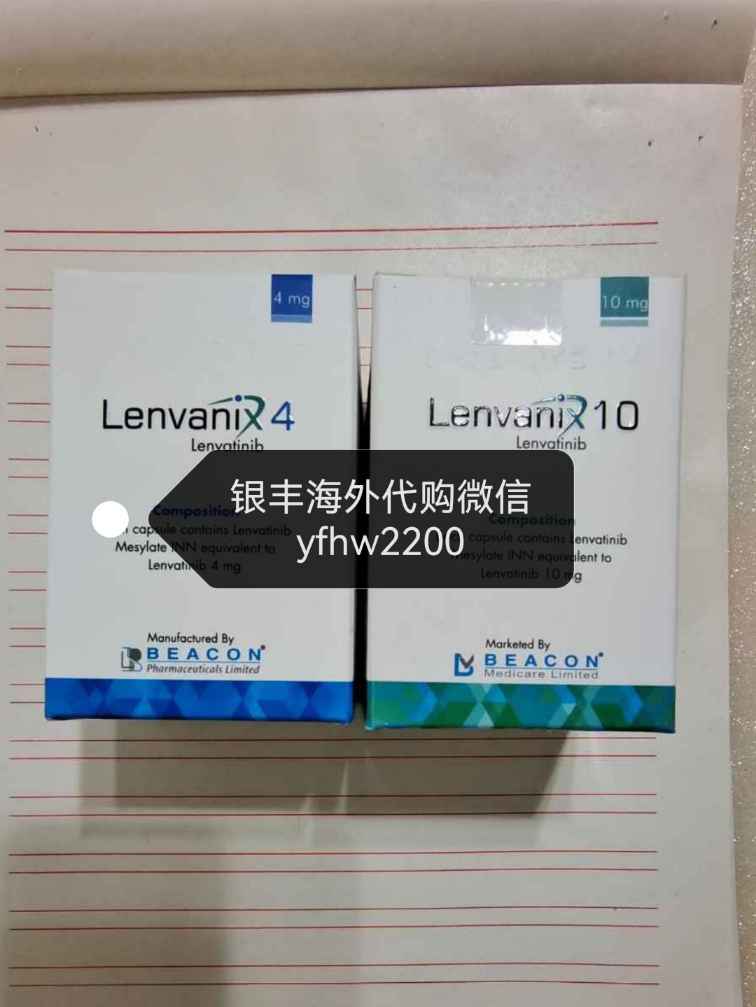 4 mg
Lenvanix 4
Lenvatinib
Composition
capsule contains Lenvatinib
Mesylate INN equivalent to
Lenvatinib 4 mg
Manufactured By
BEACON
Pharmaceuticals Limited
10 mg
Lenvanix 10
Lenvatinib
Composition
capsule contains Lenvatinib
Mesylate INN equivalent to
Lenvatinib 10 mg
Marketed By
BEACON
Medicare Limited
银丰海外代购微信
yfhw2200